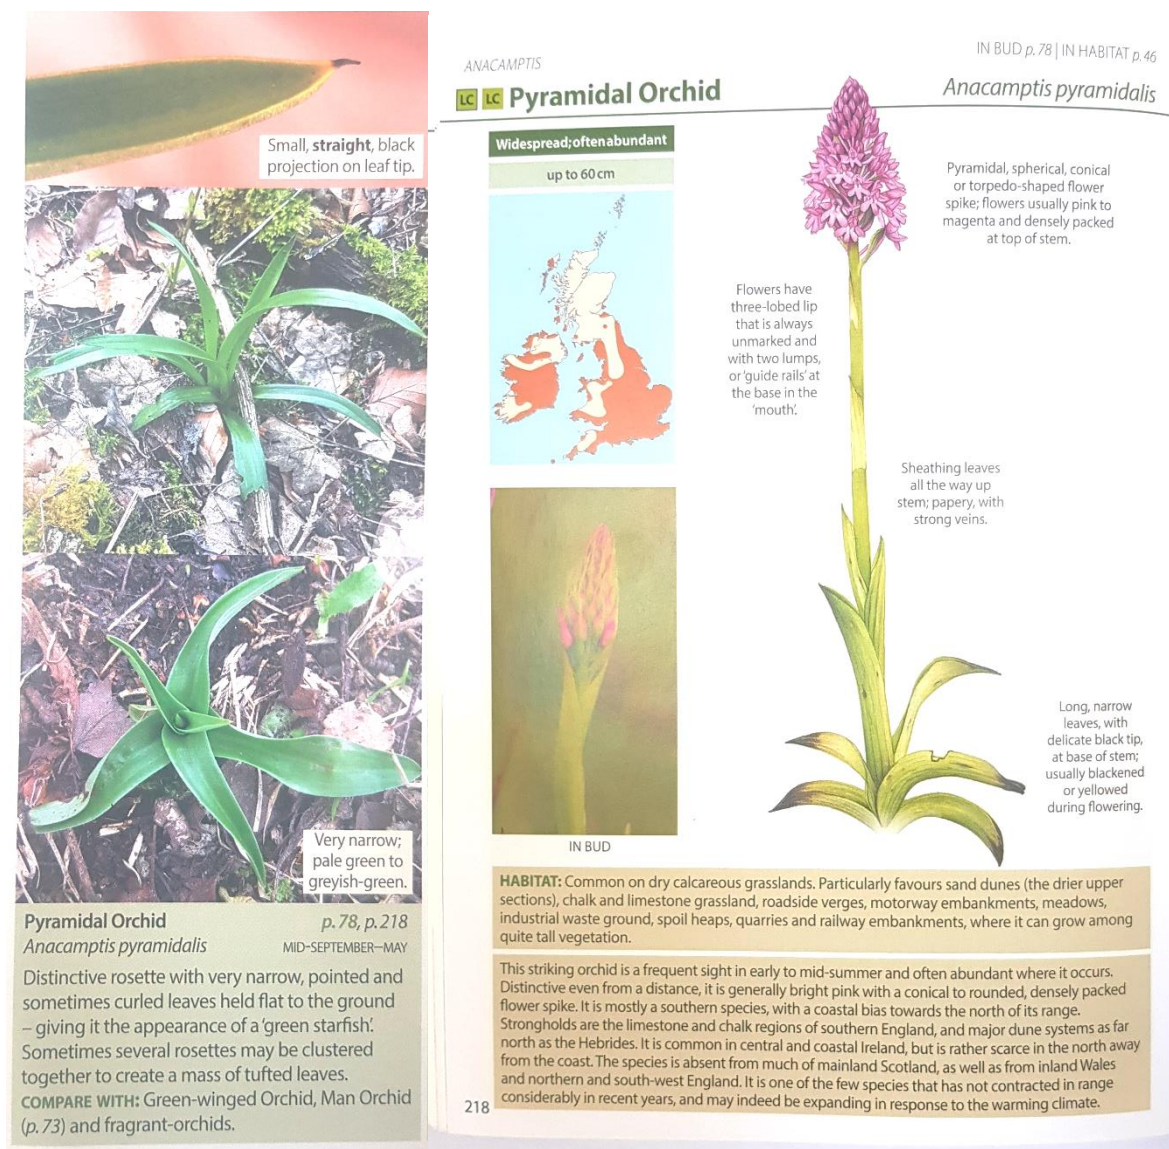 Small, straight, black
projection on leaf tip.
Very narrow;
pale green to
greyish-green.
Pyramidal Orchid p. 78, p. 218
Anacamptis pyramidalis MID-SEPTEMBER–MAY
Distinctive rosette with very narrow, pointed and
sometimes curled leaves held flat to the ground
– giving it the appearance of a 'green starfish'.
Sometimes several rosettes may be clustered
together to create a mass of tufted leaves.
COMPARE WITH: Green-winged Orchid, Man Orchid
(p. 73) and fragrant-orchids.
ANACAMPTIS
IN BUD p. 78 | IN HABITAT p. 46
LC LC Pyramidal Orchid
Anacamptis pyramidalis
Widespread; often abundant
up to 60 cm
Pyramidal, spherical, conical
or torpedo-shaped flower
spike; flowers usually pink to
magenta and densely packed
at top of stem.
Flowers have
three-lobed lip
that is always
unmarked and
with two lumps,
or 'guide rails' at
the base in the
'mouth'.
Sheathing leaves
all the way up
stem; papery, with
strong veins.
Long, narrow
leaves, with
delicate black tip,
at base of stem;
usually blackened
or yellowed
during flowering.
IN BUD
HABITAT: Common on dry calcareous grasslands. Particularly favours sand dunes (the drier upper
sections), chalk and limestone grassland, roadside verges, motorway embankments, meadows,
industrial waste ground, spoil heaps, quarries and railway embankments, where it can grow among
quite tall vegetation.
This striking orchid is a frequent sight in early to mid-summer and often abundant where it occurs.
Distinctive even from a distance, it is generally bright pink with a conical to rounded, densely packed
flower spike. It is mostly a southern species, with a coastal bias towards the north of its range.
Strongholds are the limestone and chalk regions of southern England, and major dune systems as far
north as the Hebrides. It is common in central and coastal Ireland, but is rather scarce in the north away
from the coast. The species is absent from much of mainland Scotland, as well as from inland Wales
and northern and south-west England. It is one of the few species that has not contracted in range
considerably in recent years, and may indeed be expanding in response to the warming climate.
218